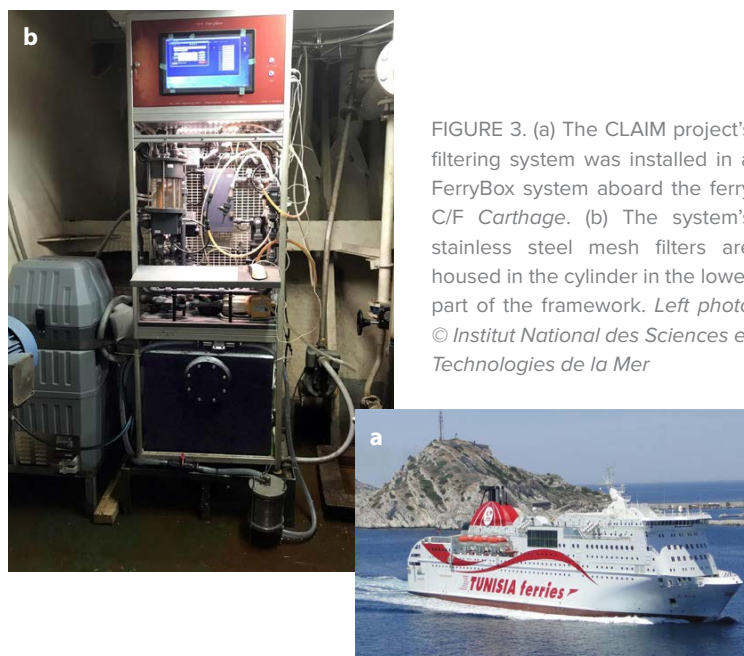 b
FIGURE 3. (a) The CLAIM project's
filtering system was installed in a
FerryBox system aboard the ferry
C/F Carthage. (b) The system's
stainless steel mesh filters are
housed in the cylinder in the lower
part of the framework. Left photo
© Institut National des Sciences et
Technologies de la Mer
a
TUNISIA ferries